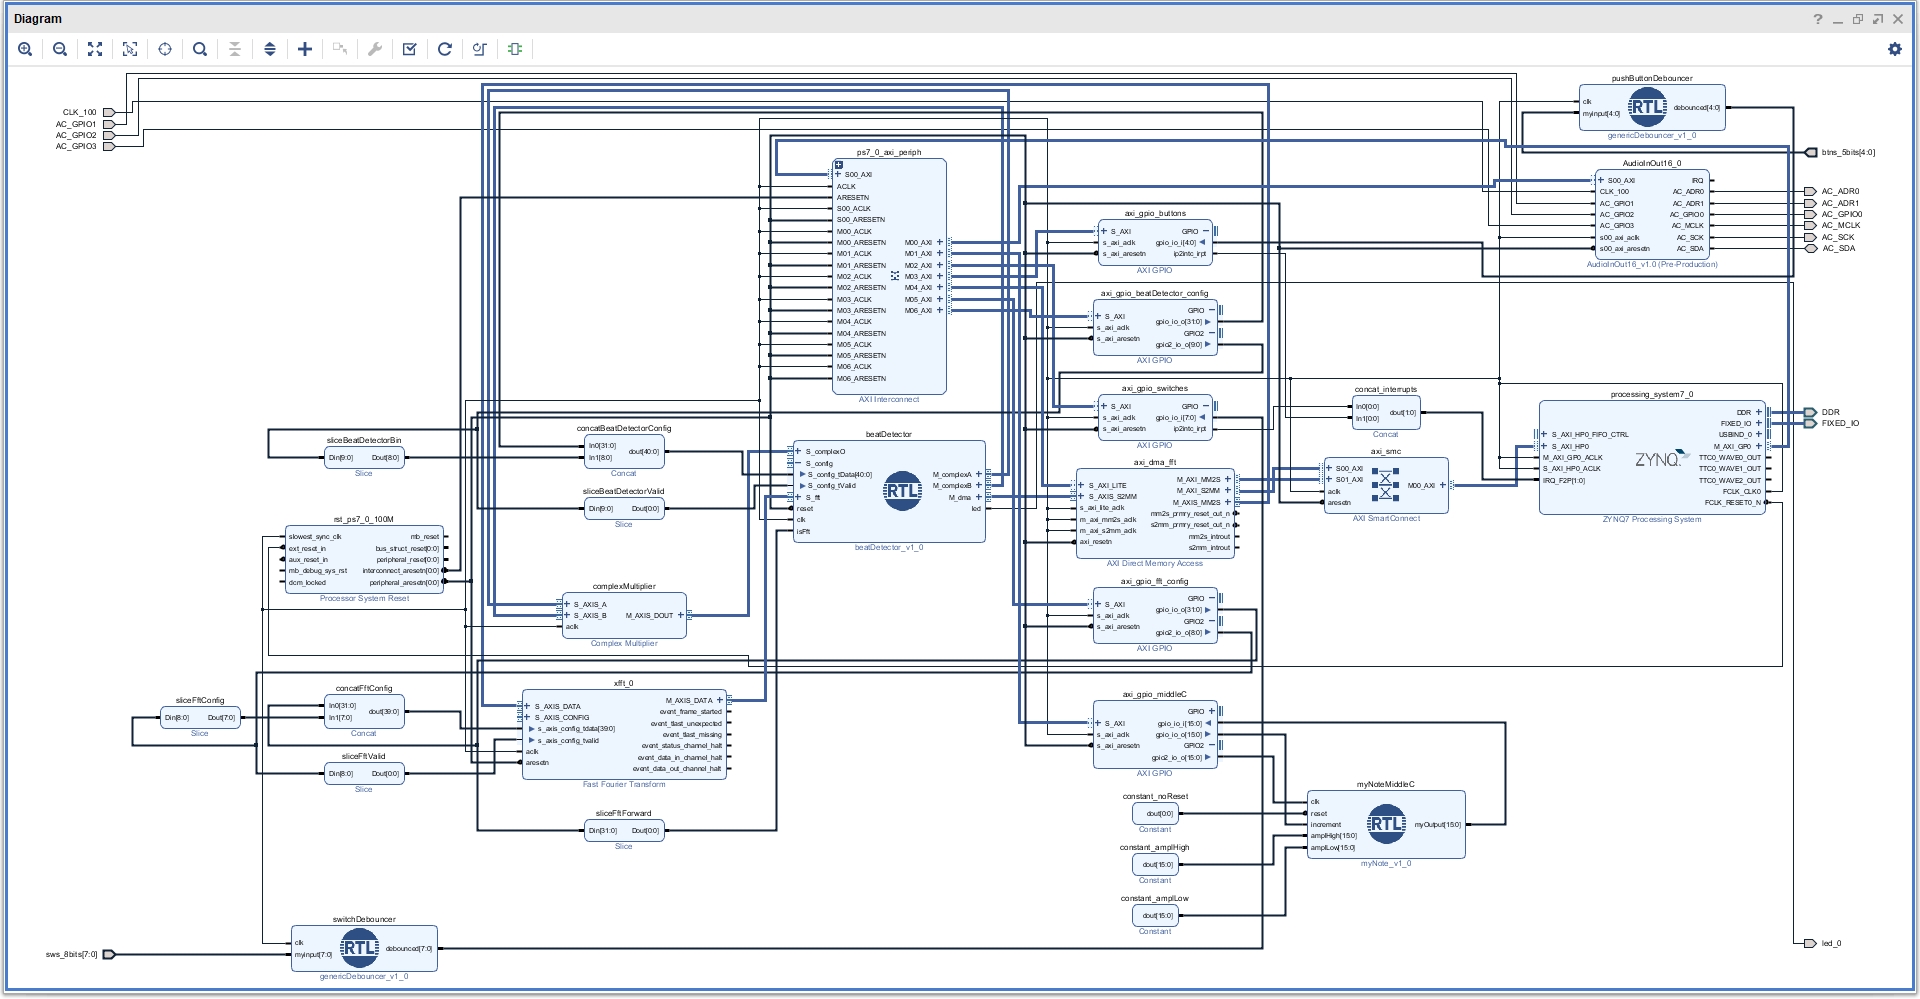 Diagram
CLK_100
AC_GPIO1
AC_GPIO2
AC_GPIO3
pushButtonDebouncer
clk
myinput[4:0]
RTL
debounced[4:0]
genericDebouncer_v1_0
btns_5bits[4:0]
AudioInOut16_0
S00_AXI
CLK_100
AC_GPIO1
AC_GPIO2
AC_GPIO3
s00_axi_aclk
s00_axi_aresetn
IRQ
AC_ADR0
AC_ADR1
AC_GPIO0
AC_MCLK
AC_SCK
AC_SDA
AudioInOut16_v1.0 (Pre-Production)
AC_ADR0
AC_ADR1
AC_GPIO0
AC_MCLK
AC_SCK
AC_SDA
ps7_0_axi_periph
S00_AXI
ACLK
ARESETN
S00_ACLK
S00_ARESETN
M00_ACLK
M00_ARESETN
M01_ACLK
M01_ARESETN
M02_ACLK
M02_ARESETN
M03_ACLK
M03_ARESETN
M04_ACLK
M04_ARESETN
M05_ACLK
M05_ARESETN
M06_ACLK
M06_ARESETN
M00_AXI
M01_AXI
M02_AXI
M03_AXI
M04_AXI
M05_AXI
M06_AXI
AXI Interconnect
axi_gpio_buttons
S_AXI
s_axi_aclk
s_axi_aresetn
GPIO
gpio_io_i[4:0]
ip2intc_irpt
AXI GPIO
axi_gpio_beatDetector_config
S_AXI
s_axi_aclk
s_axi_aresetn
GPIO
gpio_io_o[31:0]
GPIO2
gpio2_io_o[9:0]
AXI GPIO
axi_gpio_switches
S_AXI
s_axi_aclk
s_axi_aresetn
GPIO
gpio_io_i[7:0]
ip2intc_irpt
AXI GPIO
concat_interrupts
In0[0:0]
In1[0:0]
dout[1:0]
Concat
processing_system7_0
S_AXI_HP0_FIFO_CTRL
S_AXI_HP0
M_AXI_GP0_ACLK
S_AXI_HP0_ACLK
IRQ_F2P[1:0]
ZYNQ
DDR
FIXED_IO
USBIND_0
M_AXI_GP0
TTC0_WAVE0_OUT
TTC0_WAVE1_OUT
TTC0_WAVE2_OUT
FCLK_CLK0
FCLK_RESET0_N
ZYNQ7 Processing System
DDR
FIXED_IO
axi_smc
S00_AXI
S01_AXI
aclk
aresetn
M00_AXI
AXI SmartConnect
sliceBeatDetectorBin
Din[9:0]
Dout[8:0]
Slice
concatBeatDetectorConfig
In0[31:0]
In1[8:0]
dout[40:0]
Concat
sliceBeatDetectorValid
Din[9:0]
Dout[0:0]
Slice
beatDetector
S_complexO
S_config
S_config_tData[40:0]
S_config_tValid
S_fft
reset
clk
isFft
RTL
M_complexA
M_complexB
M_dma
led
beatDetector_v1_0
axi_dma_fft
S_AXI_LITE
S_AXIS_S2MM
s_axi_lite_aclk
m_axi_mm2s_aclk
m_axi_s2mm_aclk
axi_resetn
M_AXI_MM2S
M_AXI_S2MM
M_AXIS_MM2S
mm2s_prmry_reset_out_n
s2mm_prmry_reset_out_n
mm2s_introut
s2mm_introut
AXI Direct Memory Access
rst_ps7_0_100M
slowest_sync_clk
ext_reset_in
aux_reset_in
mb_debug_sys_rst
dcm_locked
mb_reset
bus_struct_reset[0:0]
peripheral_reset[0:0]
interconnect_aresetn[0:0]
peripheral_aresetn[0:0]
Processor System Reset
complexMultiplier
S_AXIS_A
S_AXIS_B
aclk
M_AXIS_DOUT
Complex Multiplier
axi_gpio_fft_config
S_AXI
s_axi_aclk
s_axi_aresetn
GPIO
gpio_io_o[31:0]
GPIO2
gpio2_io_o[8:0]
AXI GPIO
sliceFftConfig
Din[8:0]
Dout[7:0]
Slice
concatFftConfig
In0[31:0]
In1[7:0]
dout[39:0]
Concat
sliceFftValid
Din[8:0]
Dout[0:0]
Slice
xfft_0
S_AXIS_DATA
S_AXIS_CONFIG
s_axis_config_tdata[39:0]
s_axis_config_tvalid
aclk
aresetn
M_AXIS_DATA
event_frame_started
event_tlast_unexpected
event_tlast_missing
event_status_channel_halt
event_data_in_channel_halt
event_data_out_channel_halt
Fast Fourier Transform
sliceFftForward
Din[31:0]
Dout[0:0]
Slice
axi_gpio_middleC
S_AXI
s_axi_aclk
s_axi_aresetn
GPIO
gpio_io_i[15:0]
gpio_io_o[15:0]
GPIO2
gpio2_io_o[15:0]
AXI GPIO
constant_noReset
dout[0:0]
Constant
constant_amplHigh
dout[15:0]
Constant
constant_amplLow
dout[15:0]
Constant
myNoteMiddleC
clk
reset
increment
amplHigh[15:0]
amplLow[15:0]
RTL
myOutput[15:0]
myNote_v1_0
switchDebouncer
clk
myinput[7:0]
RTL
debounced[7:0]
genericDebouncer_v1_0
sws_8bits[7:0]
led_0